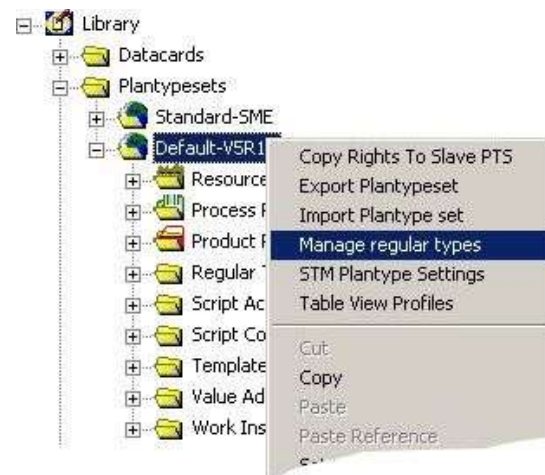 Library
Datacards
Plantypesets
Standard-SME
Default-V5R1
Resource
Process
Product
Regular
Script Ac
Script Co
Template
Value Ad
Work Ins
Copy Rights To Slave PTS
Export Plantypeset
Import Plantype set
Manage regular types
STM Plantype Settings
Table View Profiles
Cut
Copy
Paste
Paste Reference